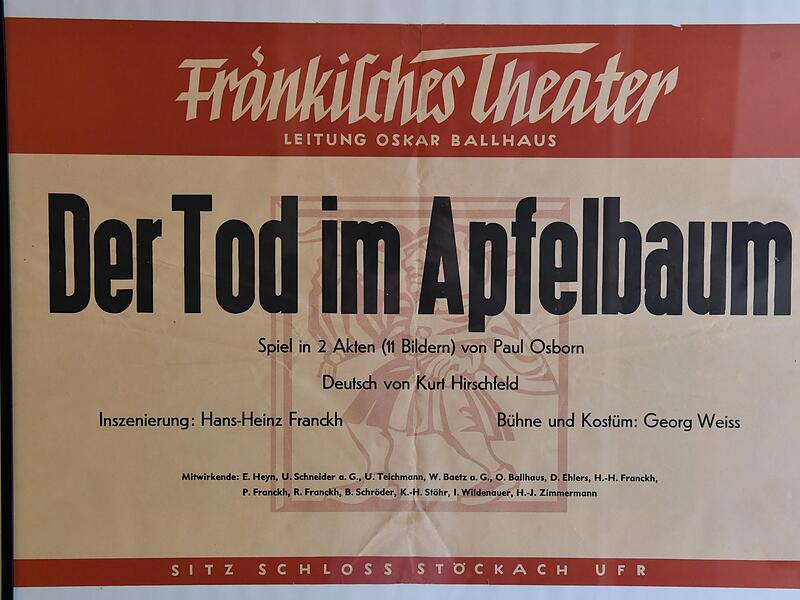 Fränkisches Theater
LEITUNG OSKAR BALLHAUS
Der Tod im Apfelbaum
Spiel in 2 Akten (11 Bildern) von Paul Osborn
Deutsch von Kurt Hirschfeld
Inszenierung: Hans-Heinz Franckh Bühne und Kostüm: Georg Weiss
Mitwirkende: E. Heyn, U. Schneider a. G., U. Teichmann, W. Baetz a. G., O. Ballhaus, D. Ehlers, H.-H. Franckh,
P. Franckh, R. Franckh, B. Schröder, K.-H. Stöhr, I. Wildenauer, H.-J. Zimmermann
SITZ SCHLOSS STÖCKACH UFR